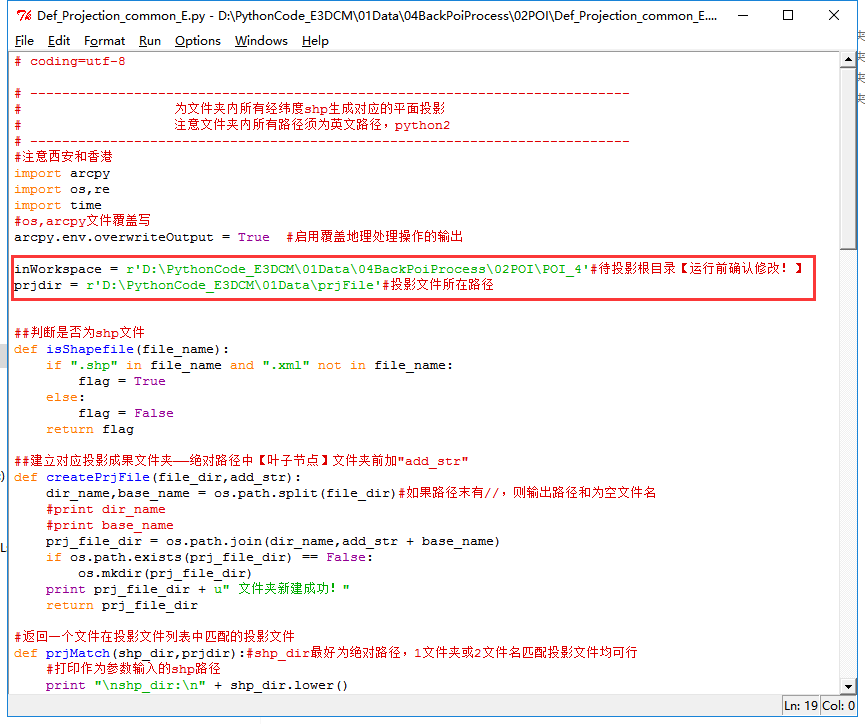 Def_Projection_common_E.py - D:\PythonCode_E3DCM\01Data\04BackPoiProcess\02POI\Def_Projection_common_E....
File Edit Format Run Options Windows Help
# coding=utf-8
# ---------------------------------------------------------------------------
# 为文件夹内所有经纬度shp生成对应的平面投影
# 注意文件夹内所有路径须为英文路径，python2
# ---------------------------------------------------------------------------
#注意西安和香港
import arcpy
import os,re
import time
#os,arcpy文件覆盖写
arcpy.env.overwriteOutput = True  #启用覆盖地理处理操作的输出
inWorkspace = r'D:\PythonCode_E3DCM\01Data\04BackPoiProcess\02POI\POI_4'#待投影根目录【运行前确认修改！】
prjdir = r'D:\PythonCode_E3DCM\01Data\prjFile'#投影文件所在路径
##判断是否为shp文件
def isShapefile(file_name):
    if ".shp" in file_name and ".xml" not in file_name:
        flag = True
    else:
        flag = False
    return flag
##建立对应投影成果文件夹——绝对路径中【叶子节点】文件夹前加"add_str"
def createPrjFile(file_dir,add_str):
    dir_name,base_name = os.path.split(file_dir)#如果路径末有//，则输出路径和为空文件名
    #print dir_name
    #print base_name
    prj_file_dir = os.path.join(dir_name,add_str + base_name)
    if os.path.exists(prj_file_dir) == False:
        os.mkdir(prj_file_dir)
    print prj_file_dir + u" 文件夹新建成功！"
    return prj_file_dir
#返回一个文件在投影文件列表中匹配的投影文件
def prjMatch(shp_dir,prjdir):#shp_dir最好为绝对路径，1文件夹或2文件名匹配投影文件均可行
    #打印作为参数输入的shp路径
    print "\nshp_dir:\n" + shp_dir.lower()
Ln: 19 Col: 0